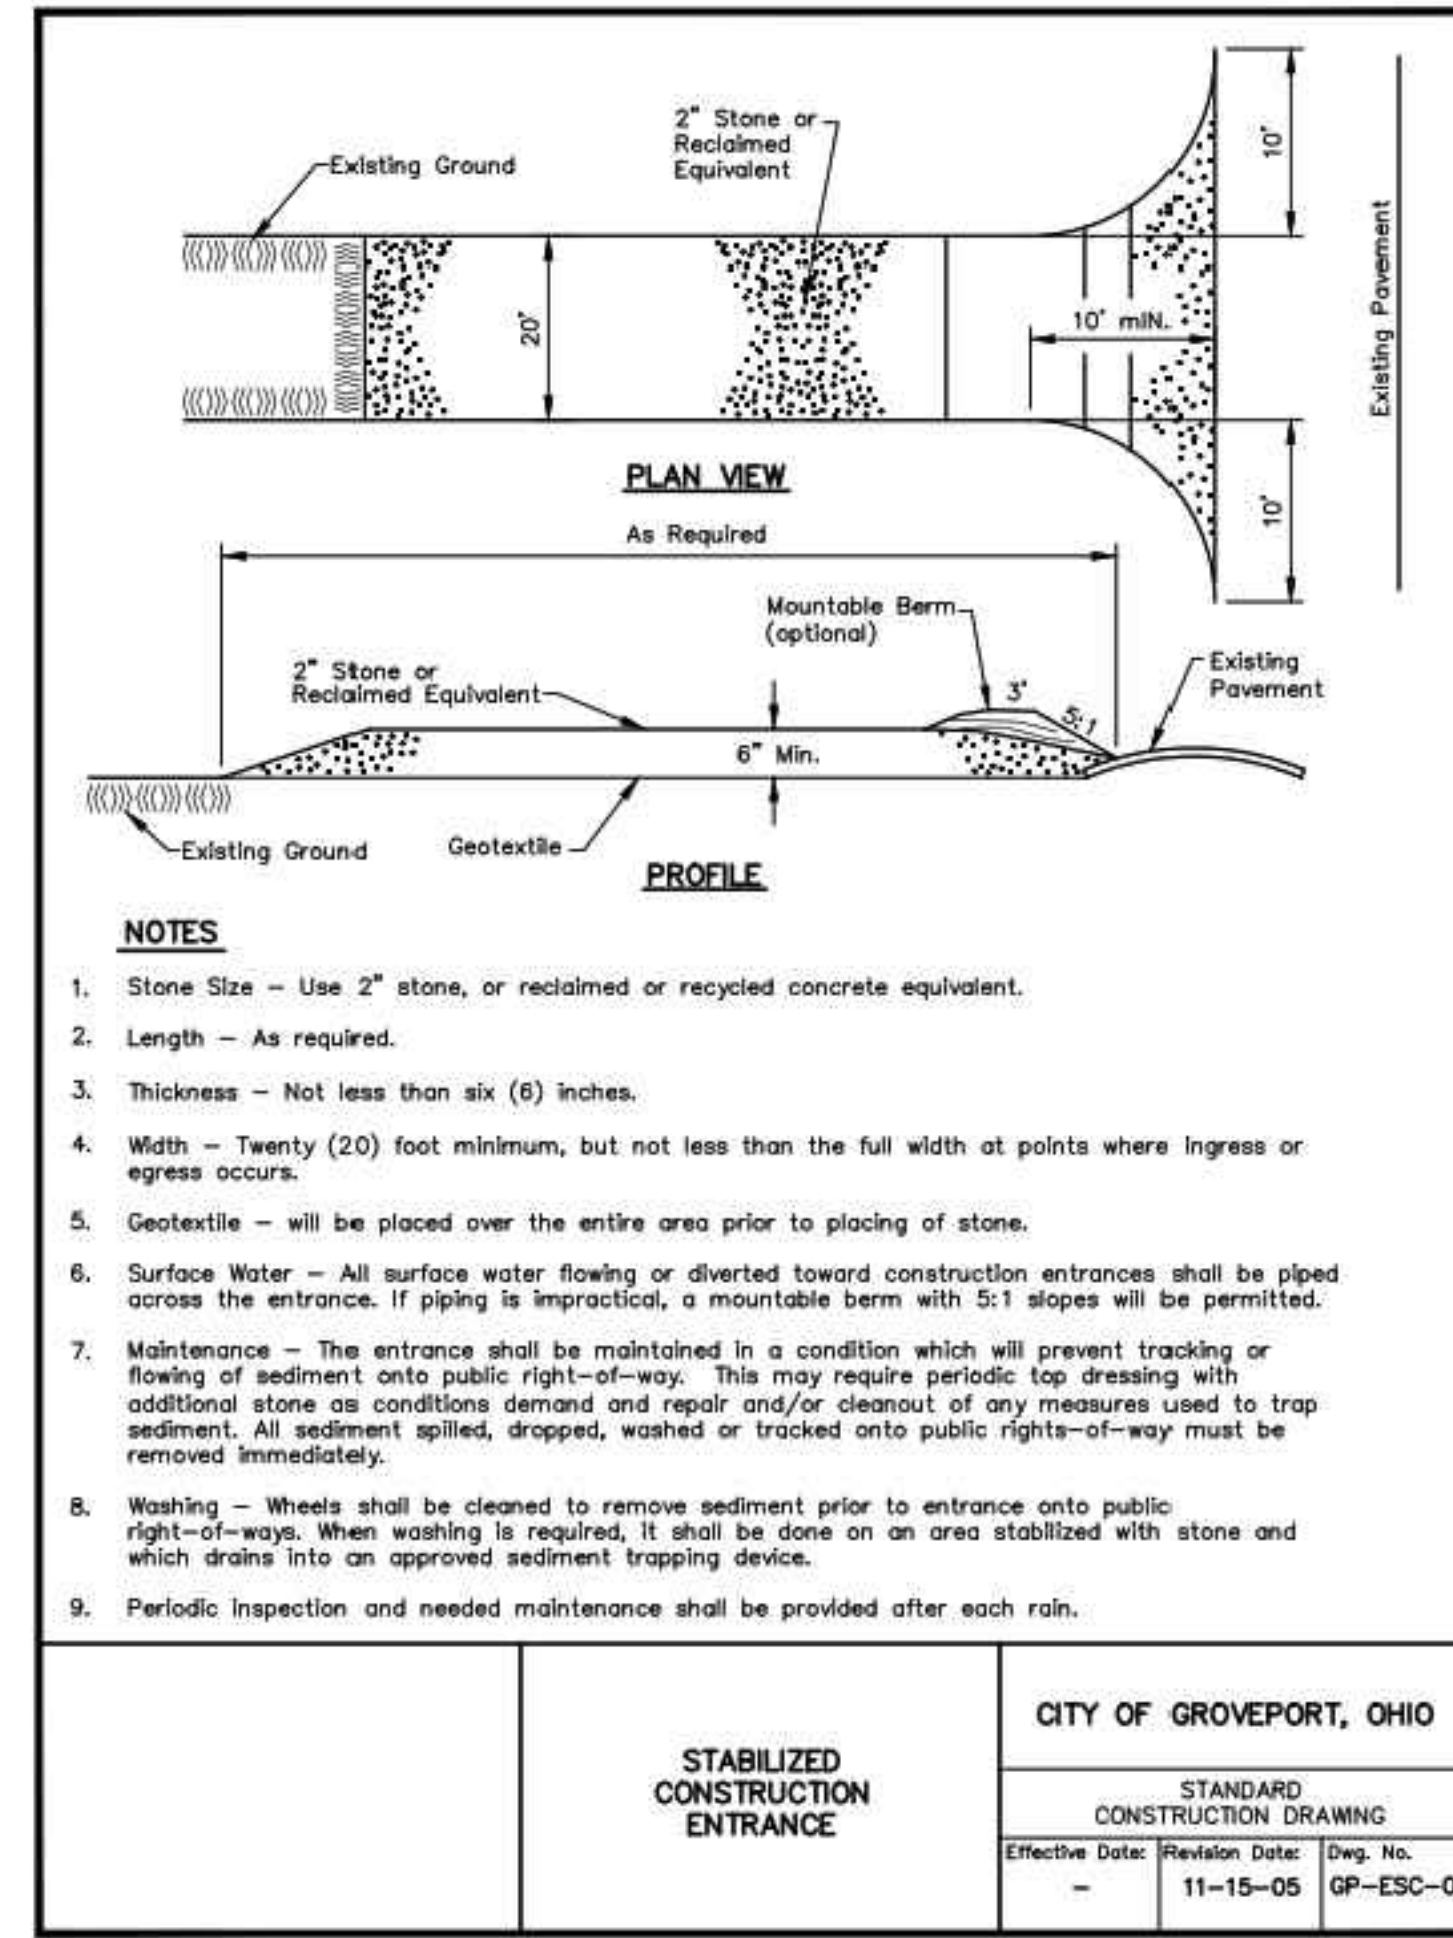 2" Stone or
Reclaimed
Equivalent
Existing Ground
10'
20'
10' mIN.
Existing Pavement
10'
PLAN VIEW
As Required
Mountable Berm
(optional)
2" Stone or
Reclaimed Equivalent
3'
5:1
Existing
Pavement
6" Min.
Existing Ground
Geotextile
PROFILE
NOTES
1. Stone Size – Use 2" stone, or reclaimed or recycled concrete equivalent.
2. Length – As required.
3. Thickness – Not less than six (6) inches.
4. Width – Twenty (20) foot minimum, but not less than the full width at points where ingress or
egress occurs.
5. Geotextile – will be placed over the entire area prior to placing of stone.
6. Surface Water – All surface water flowing or diverted toward construction entrances shall be piped
across the entrance. If piping is impractical, a mountable berm with 5:1 slopes will be permitted.
7. Maintenance – The entrance shall be maintained in a condition which will prevent tracking or
flowing of sediment onto public right-of-way. This may require periodic top dressing with
additional stone as conditions demand and repair and/or cleanout of any measures used to trap
sediment. All sediment spilled, dropped, washed or tracked onto public rights-of-way must be
removed immediately.
8. Washing – Wheels shall be cleaned to remove sediment prior to entrance onto public
right-of-ways. When washing is required, it shall be done on an area stabilized with stone and
which drains into an approved sediment trapping device.
9. Periodic inspection and needed maintenance shall be provided after each rain.
STABILIZED
CONSTRUCTION
ENTRANCE
CITY OF GROVEPORT, OHIO
STANDARD
CONSTRUCTION DRAWING
Effective Date: Revision Date: Dwg. No.
– 11-15-05 GP-ESC-0